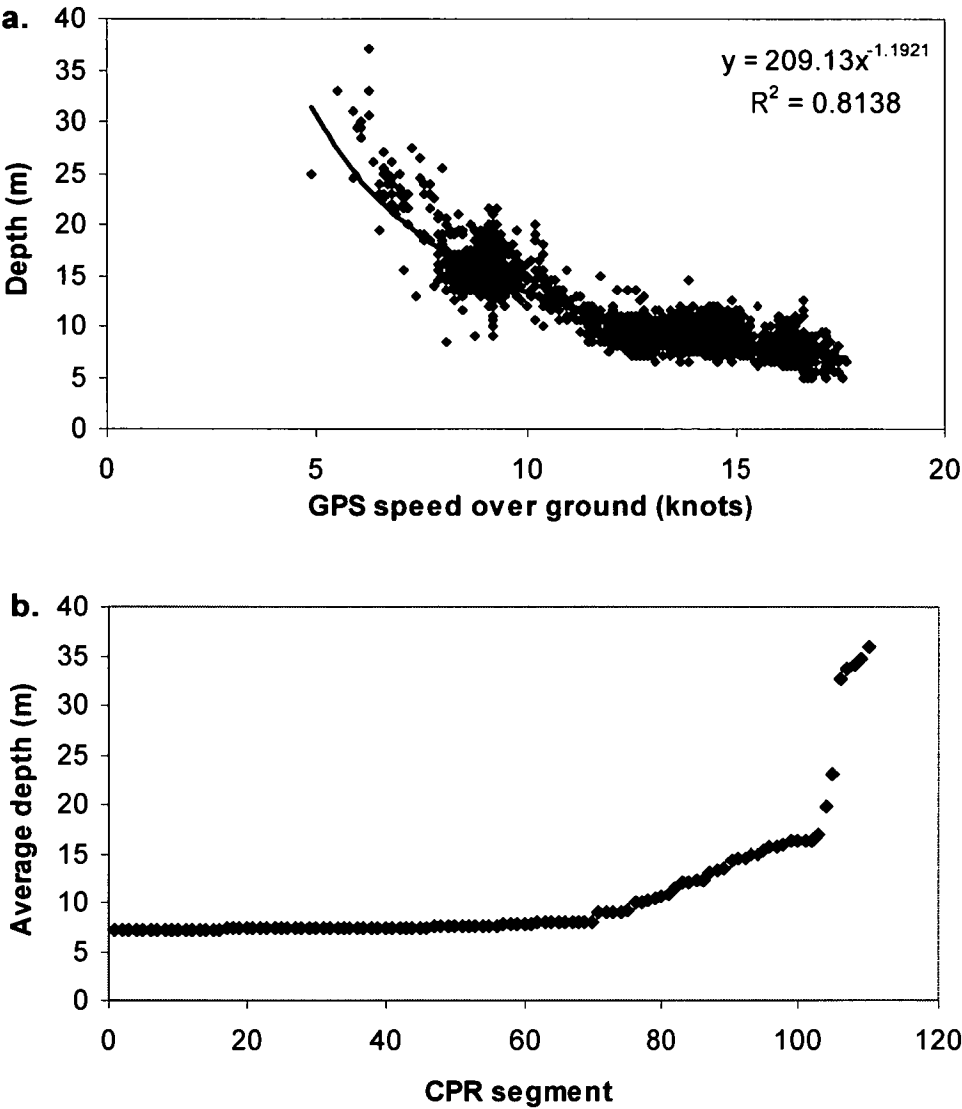 a.
40
35
30
25
20
15
10
5
0
Depth (m)
y = 209.13x^-1.1921
R² = 0.8138
0 5 10 15 20
GPS speed over ground (knots)
b.
40
35
30
25
20
15
10
5
0
Average depth (m)
0 20 40 60 80 100 120
CPR segment